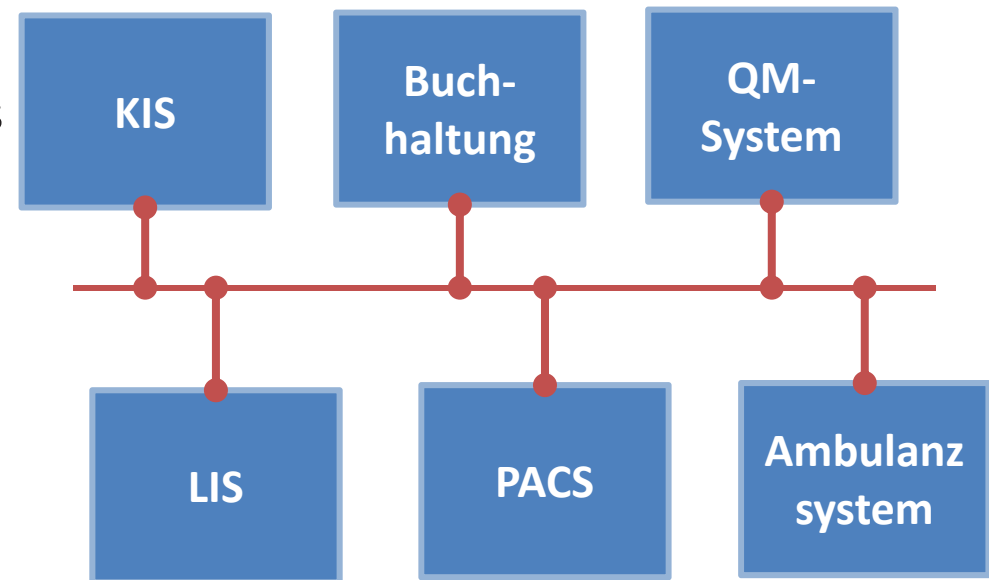 KIS
Buch-
haltung
QM-
System
LIS
PACS
Ambulanz
system